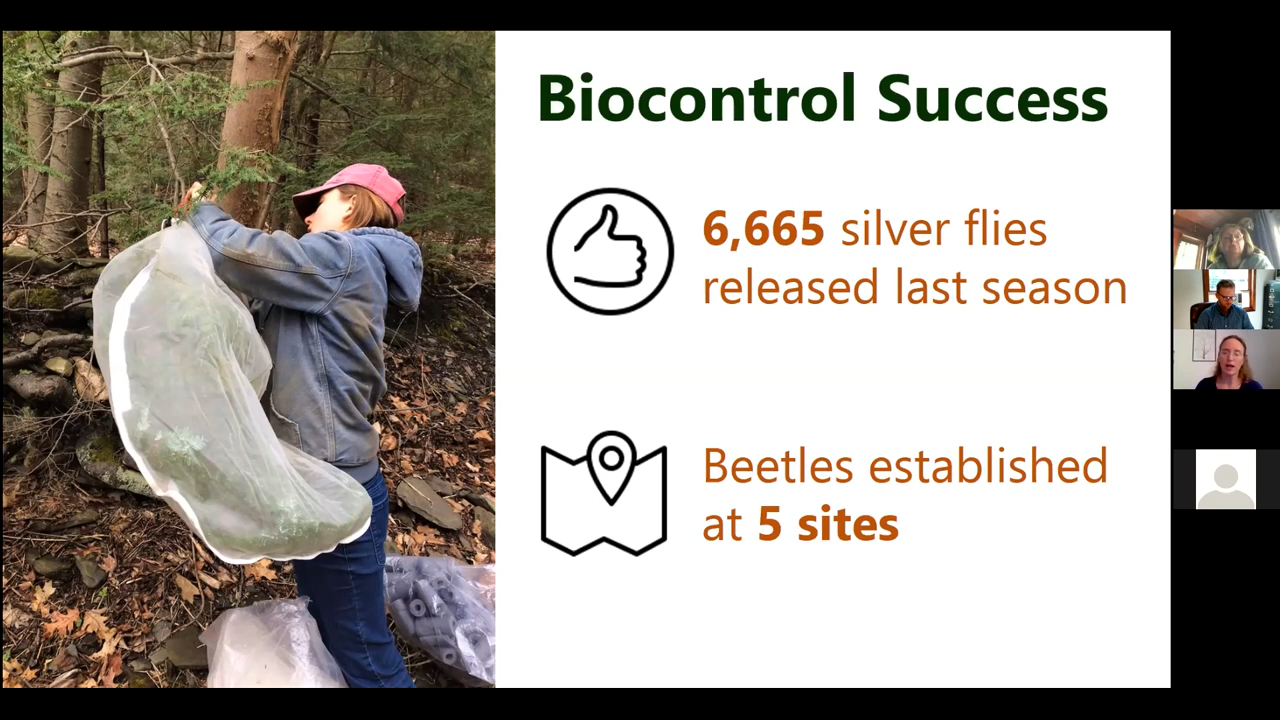 Biocontrol Success
6,665 silver flies
released last season
Beetles established
at 5 sites